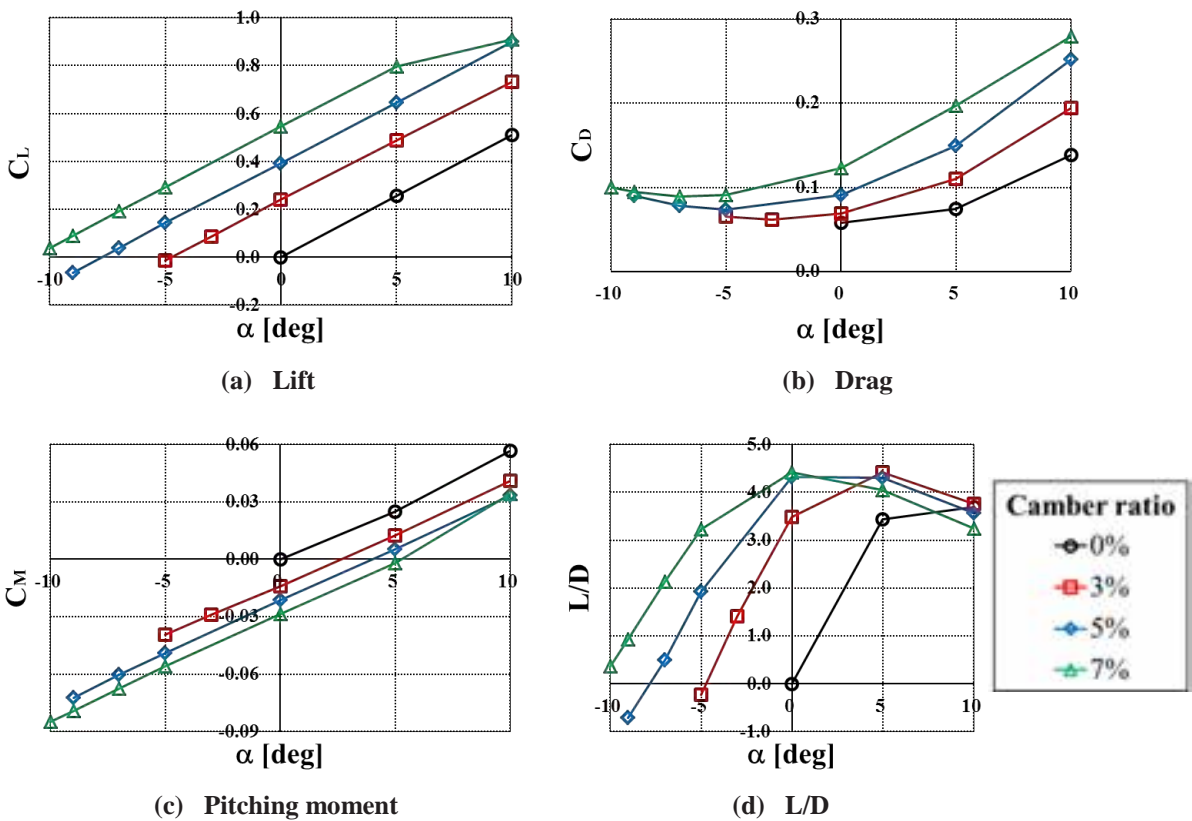 1.0
0.8
0.6
0.4
0.2
0.0
-0.2
-10 -5 0 5 10
C_L
α [deg]
(a) Lift
0.3
0.2
0.1
0.0
-10 -5 0 5 10
C_D
α [deg]
(b) Drag
0.06
0.03
0.00
-0.03
-0.06
-0.09
-10 -5 0 5 10
C_M
α [deg]
(c) Pitching moment
5.0
4.0
3.0
2.0
1.0
0.0
-1.0
-10 -5 0 5 10
L/D
α [deg]
(d) L/D
Camber ratio
0%
3%
5%
7%